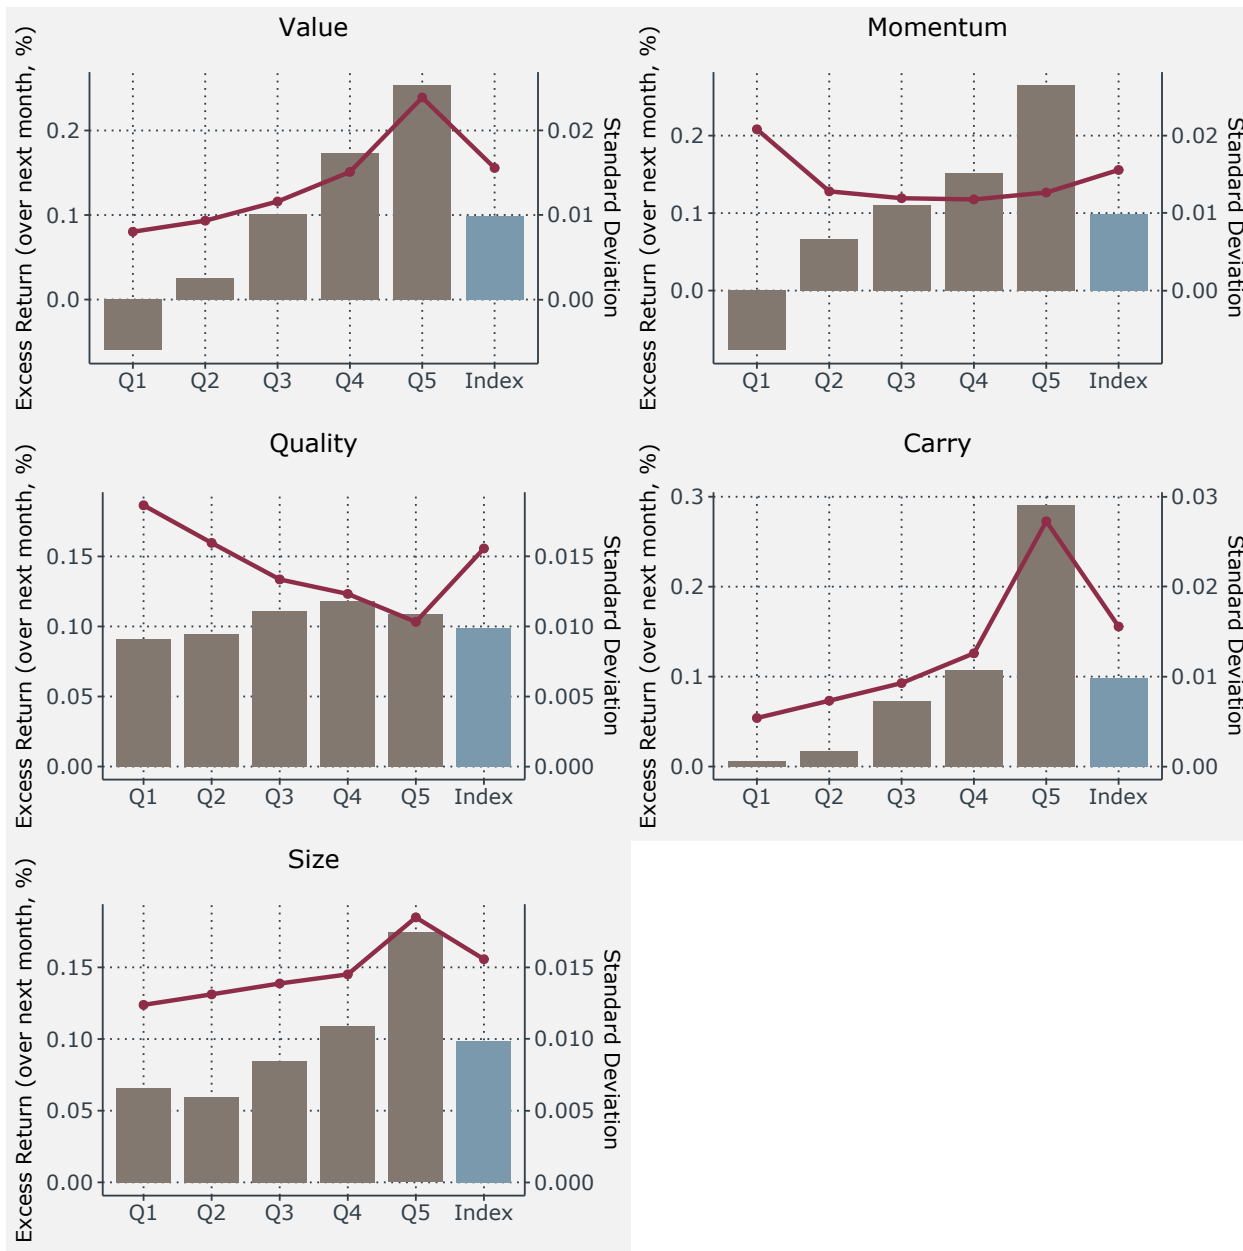 Value
Excess Return (over next month, %)
0.2
0.1
0.0
0.02
0.01
0.00
Standard Deviation
Q1 Q2 Q3 Q4 Q5 Index
Momentum
Excess Return (over next month, %)
0.2
0.1
0.0
0.02
0.01
0.00
Standard Deviation
Q1 Q2 Q3 Q4 Q5 Index
Quality
Excess Return (over next month, %)
0.15
0.10
0.05
0.00
0.015
0.010
0.005
0.000
Standard Deviation
Q1 Q2 Q3 Q4 Q5 Index
Carry
Excess Return (over next month, %)
0.3
0.2
0.1
0.0
0.03
0.02
0.01
0.00
Standard Deviation
Q1 Q2 Q3 Q4 Q5 Index
Size
Excess Return (over next month, %)
0.15
0.10
0.05
0.00
0.015
0.010
0.005
0.000
Standard Deviation
Q1 Q2 Q3 Q4 Q5 Index